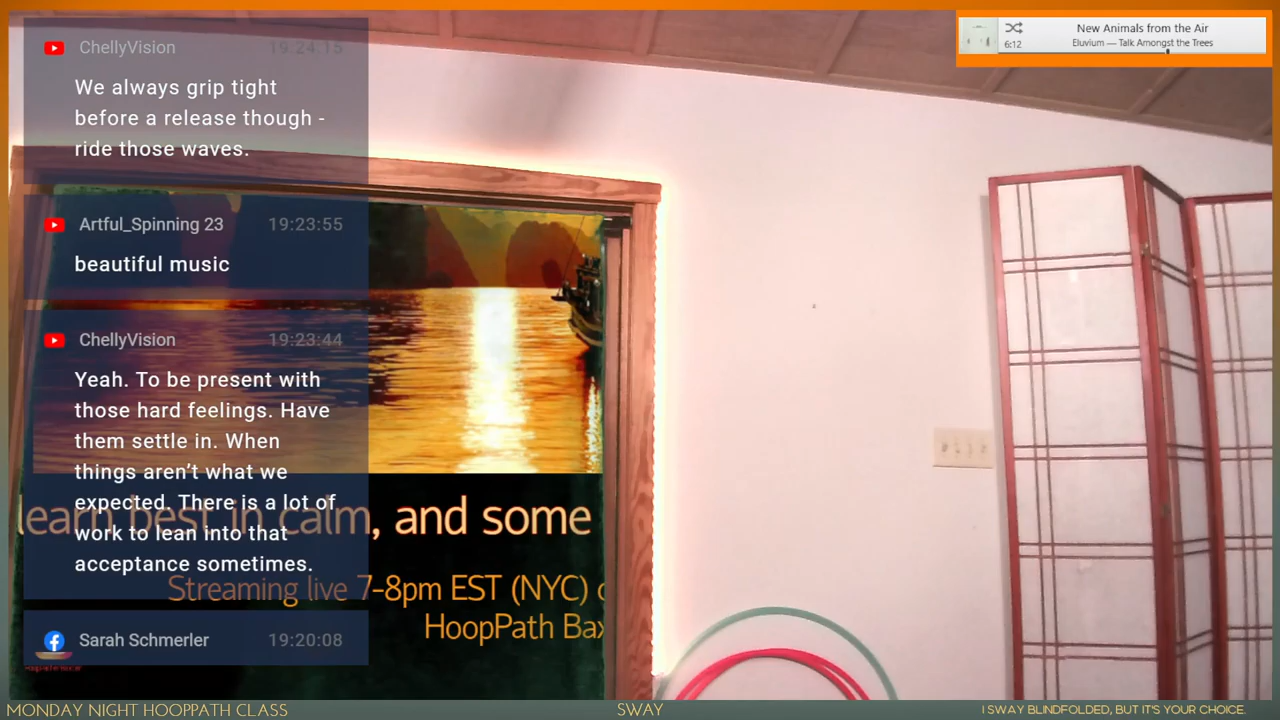 ChellyVision 19:24:15
We always grip tight
before a release though -
ride those waves.
Artful_Spinning 23 19:23:55
beautiful music
ChellyVision 19:23:44
Yeah. To be present with
those hard feelings. Have
them settle in. When
things aren't what we
expected. There is a lot of
work to lean into that
acceptance sometimes.
Sarah Schmerler 19:20:08
learn best in calm, and some
Streaming live 7-8pm EST (NYC)
HoopPath Bax
New Animals from the Air
6:12 Eluvium — Talk Amongst the Trees
MONDAY NIGHT HOOPPATH CLASS
SWAY
I SWAY BLINDFOLDED, BUT IT'S YOUR CHOICE.